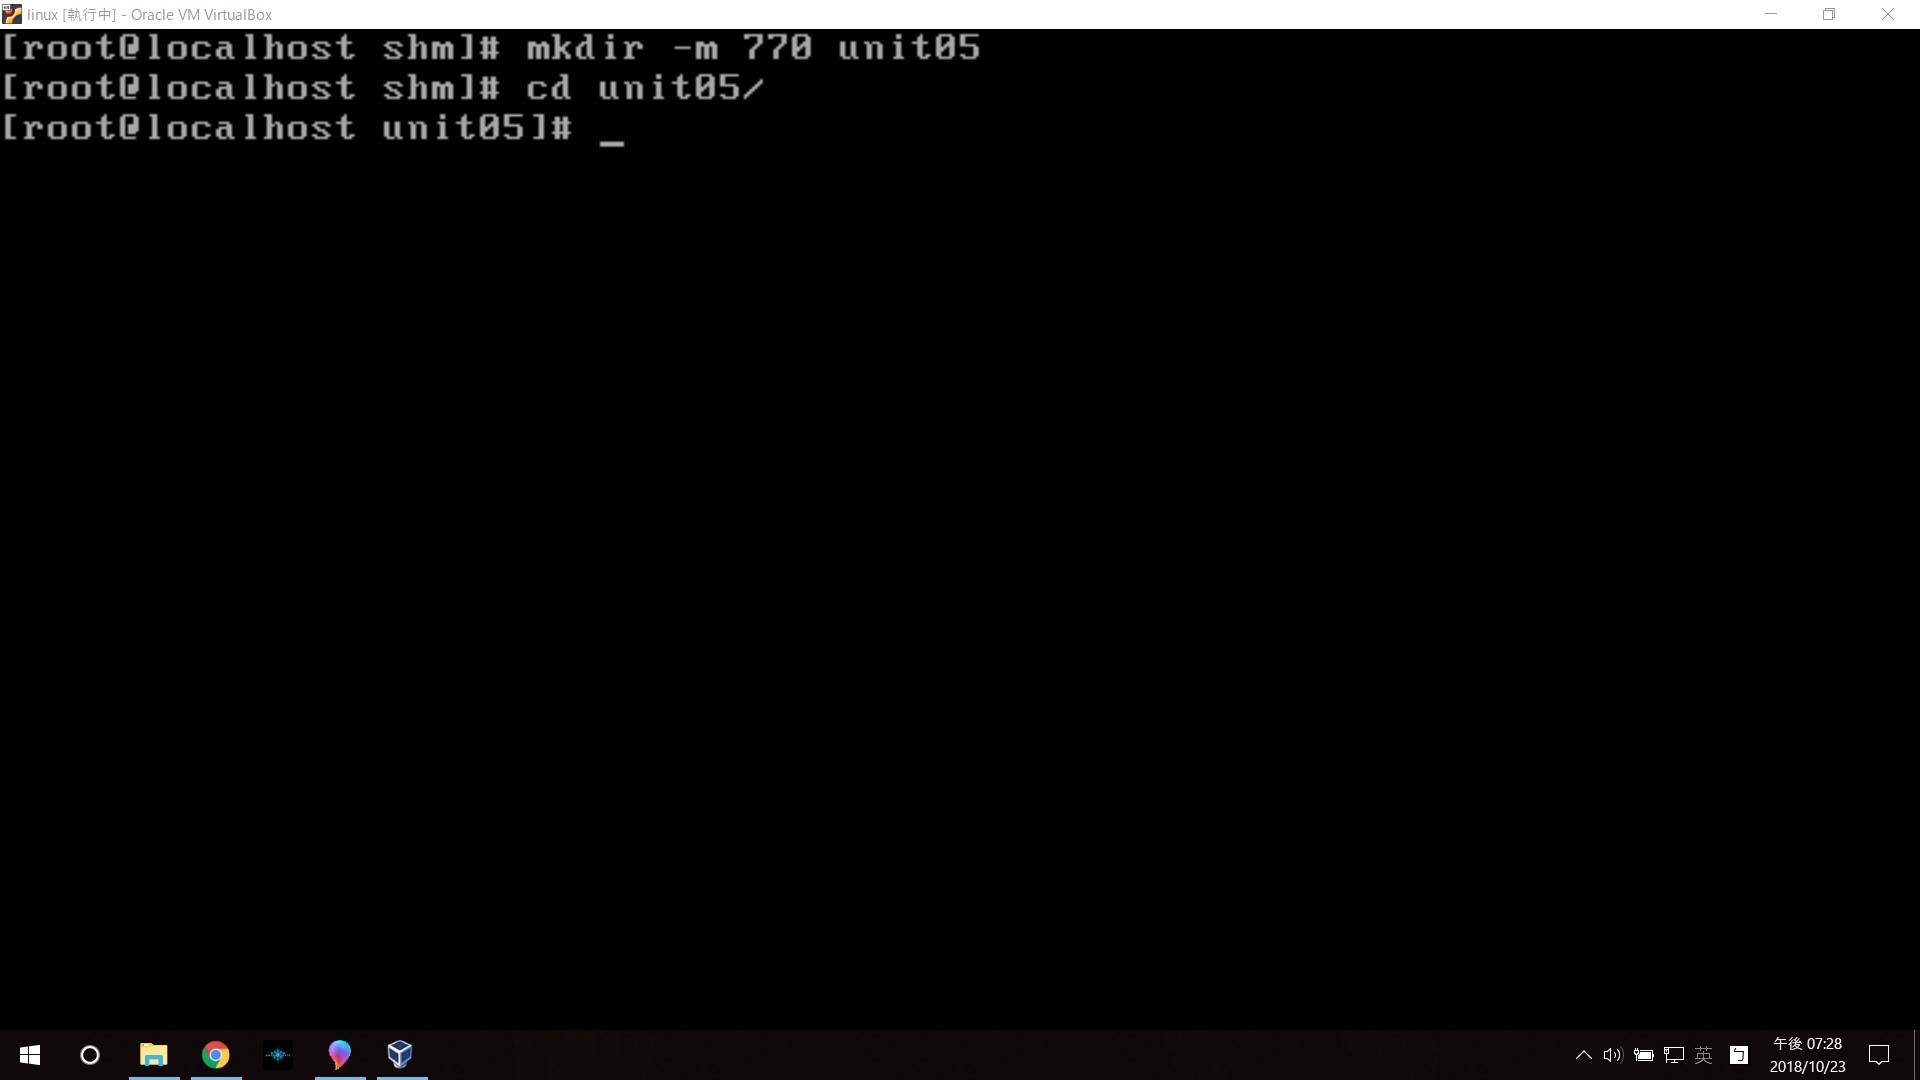 linux [執行中] - Oracle VM VirtualBox
[root@localhost shm]# mkdir -m 770 unit05
[root@localhost shm]# cd unit05/
[root@localhost unit05]# _
英
午後 07:28
2018/10/23